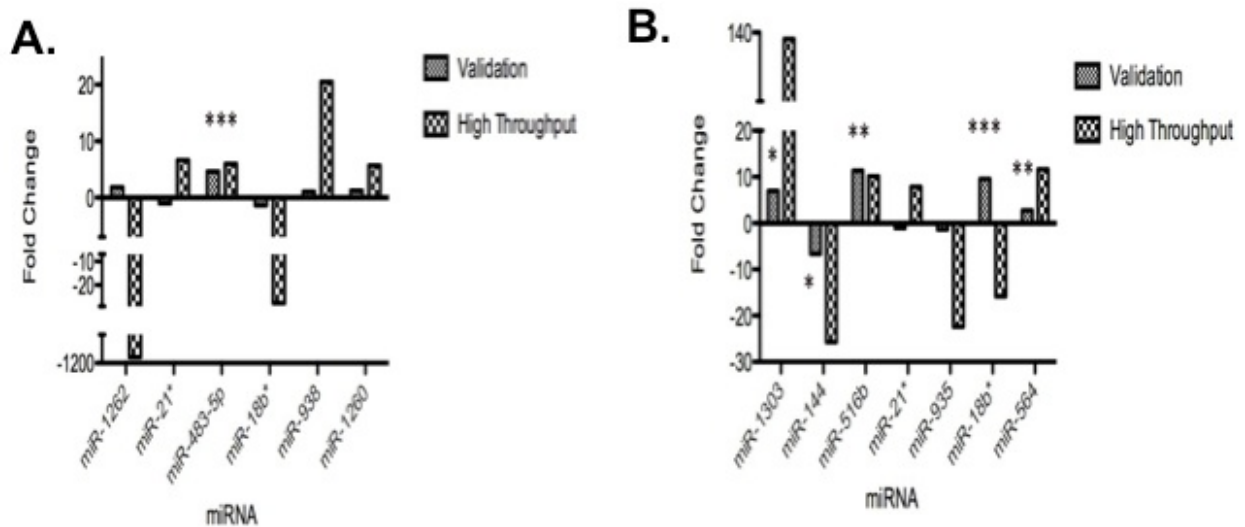 A.
Validation
High Throughput
***
Fold Change
20
10
0
-10
-20
-1200
miR-1262
miR-21*
miR-483-5p
miR-18b*
miR-938
miR-1260
miRNA
B.
Validation
High Throughput
*
*
**
***
**
Fold Change
140
20
10
0
-10
-20
-30
miR-1303
miR-144
miR-516b
miR-21*
miR-935
miR-18b*
miR-564
miRNA